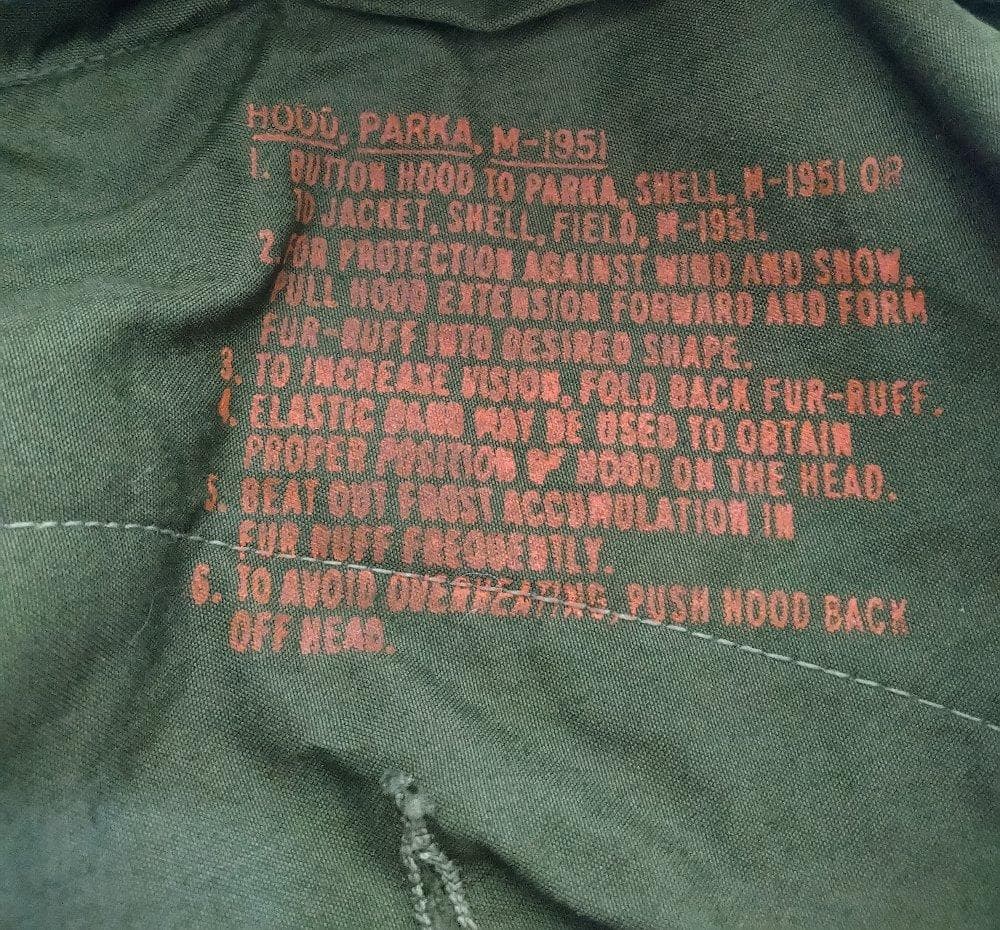 HOOD, PARKA, M-1951
1. BUTTON HOOD TO PARKA, SHELL, M-1951 OR
TO JACKET, SHELL, FIELD, M-1951.
2. FOR PROTECTION AGAINST WIND AND SNOW,
PULL HOOD EXTENSION FORWARD AND FORM
FUR-RUFF INTO DESIRED SHAPE.
3. TO INCREASE VISION, FOLD BACK FUR-RUFF.
4. ELASTIC BAND MAY BE USED TO OBTAIN
PROPER POSITION OF HOOD ON THE HEAD.
5. BEAT OUT FROST ACCUMULATION IN
FUR RUFF FREQUENTLY.
6. TO AVOID OVERHEATING, PUSH HOOD BACK
OFF HEAD.